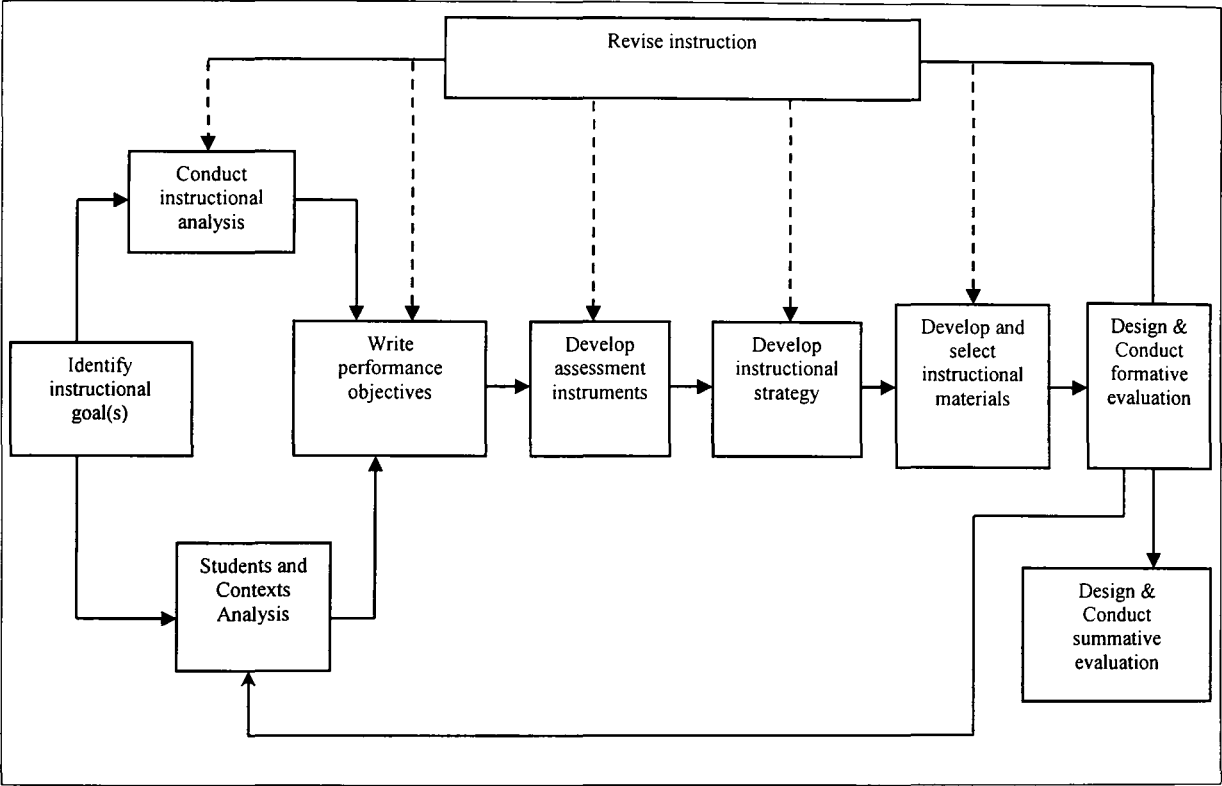 Revise instruction
Conduct
instructional
analysis
Identify
instructional
goal(s)
Write
performance
objectives
Develop
assessment
instruments
Develop
instructional
strategy
Develop and
select
instructional
materials
Design &
Conduct
formative
evaluation
Students and
Contexts
Analysis
Design &
Conduct
summative
evaluation